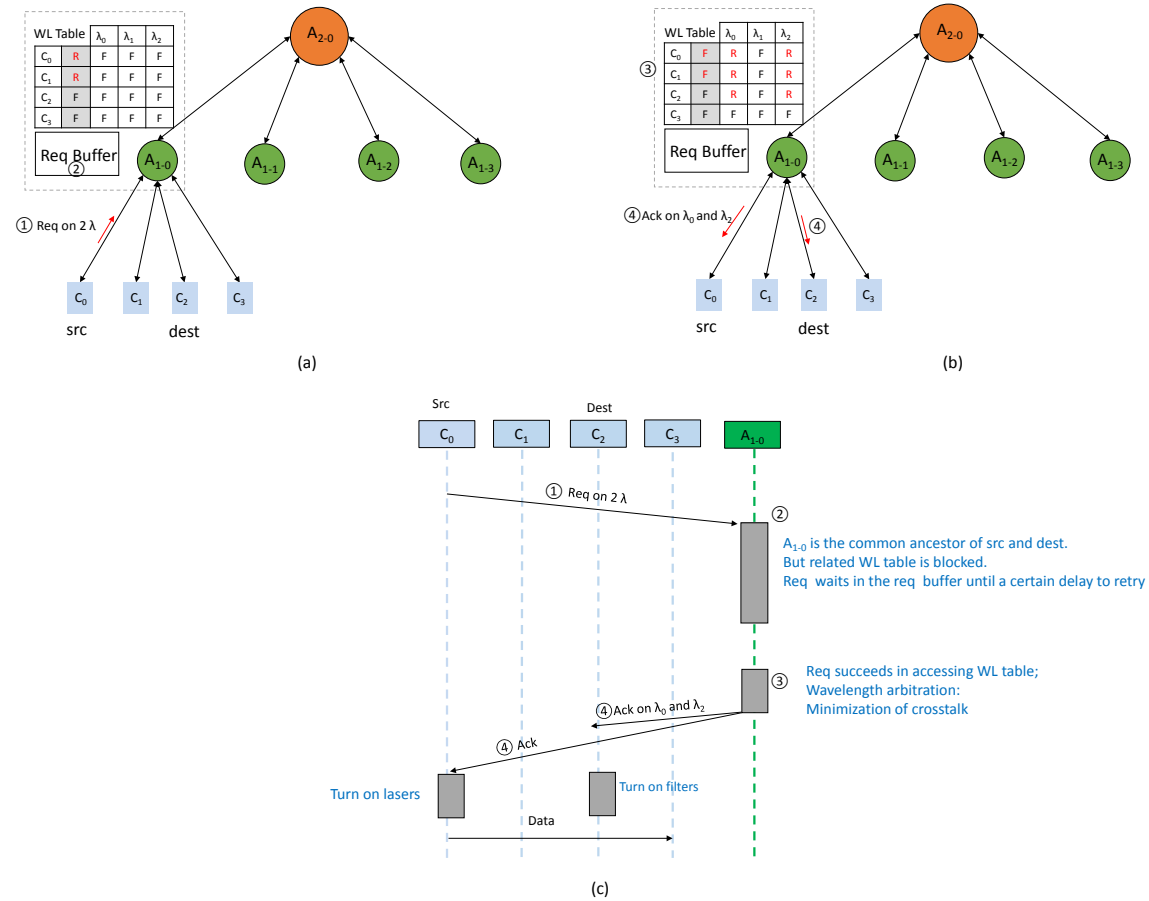 WL Table λ0 λ1 λ2
C0 R F F F
C1 R F F F
C2 F F F F
C3 F F F F
Req Buffer
②
A2-0
A1-0 A1-1 A1-2 A1-3
① Req on 2 λ
C0 C1 C2 C3
src dest
(a)
WL Table λ0 λ1 λ2
③
C0 F R F R
C1 F R F R
C2 F R F R
C3 F F F F
Req Buffer
A2-0
A1-0 A1-1 A1-2 A1-3
④ Ack on λ0 and λ2
④
C0 C1 C2 C3
src dest
(b)
Src Dest
C0 C1 C2 C3 A1-0
① Req on 2 λ
②
A1-0 is the common ancestor of src and dest.
But related WL table is blocked.
Req waits in the req buffer until a certain delay to retry
③
Req succeeds in accessing WL table;
Wavelength arbitration:
Minimization of crosstalk
④ Ack on λ0 and λ2
④ Ack
Turn on lasers
Turn on filters
Data
(c)